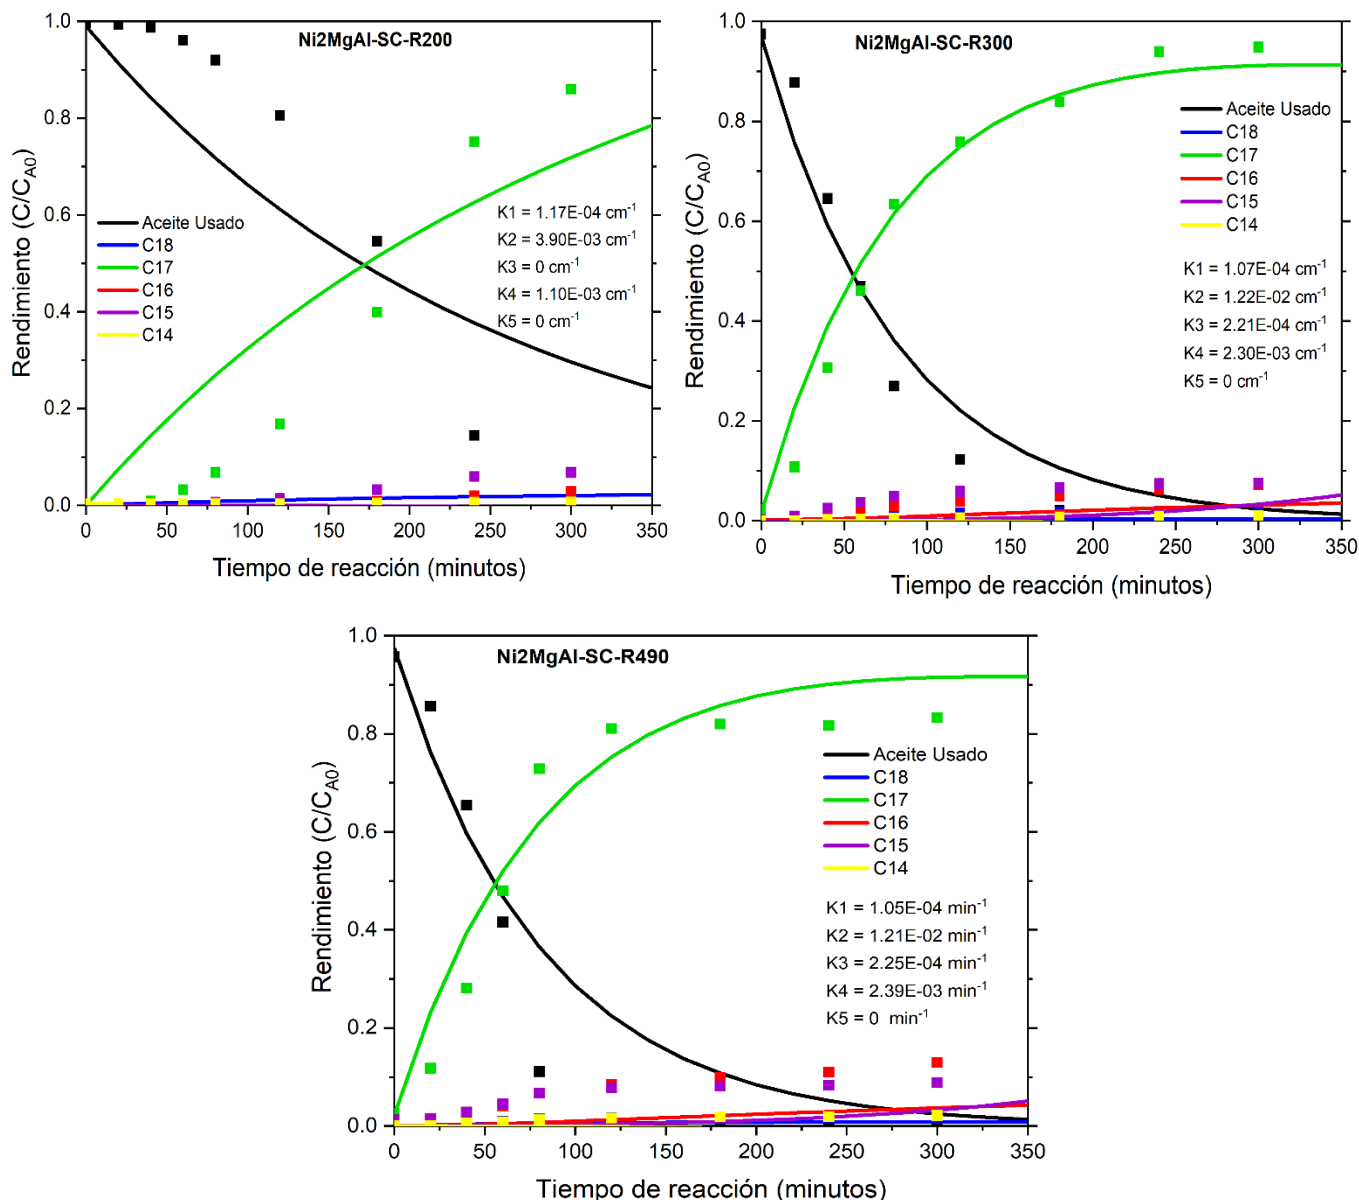 Ni2MgAl-SC-R200
Rendimiento (C/C_A0)
1.0
0.8
0.6
0.4
0.2
0.0
Aceite Usado
C18
C17
C16
C15
C14
K1 = 1.17E-04 cm⁻¹
K2 = 3.90E-03 cm⁻¹
K3 = 0 cm⁻¹
K4 = 1.10E-03 cm⁻¹
K5 = 0 cm⁻¹
0 50 100 150 200 250 300 350
Tiempo de reacción (minutos)
Ni2MgAl-SC-R300
Rendimiento (C/C_A0)
1.0
0.8
0.6
0.4
0.2
0.0
Aceite Usado
C18
C17
C16
C15
C14
K1 = 1.07E-04 cm⁻¹
K2 = 1.22E-02 cm⁻¹
K3 = 2.21E-04 cm⁻¹
K4 = 2.30E-03 cm⁻¹
K5 = 0 cm⁻¹
0 50 100 150 200 250 300 350
Tiempo de reacción (minutos)
Ni2MgAl-SC-R490
Rendimiento (C/C_A0)
1.0
0.8
0.6
0.4
0.2
0.0
Aceite Usado
C18
C17
C16
C15
C14
K1 = 1.05E-04 min⁻¹
K2 = 1.21E-02 min⁻¹
K3 = 2.25E-04 min⁻¹
K4 = 2.39E-03 min⁻¹
K5 = 0 min⁻¹
0 50 100 150 200 250 300 350
Tiempo de reacción (minutos)